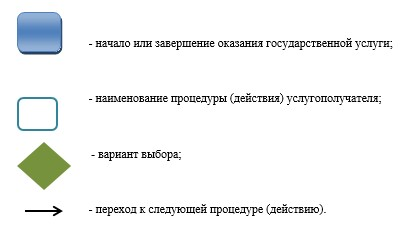 - начало или завершение оказания государственной услуги;
- наименование процедуры (действия) услугополучателя;
- вариант выбора;
- переход к следующей процедуре (действию).